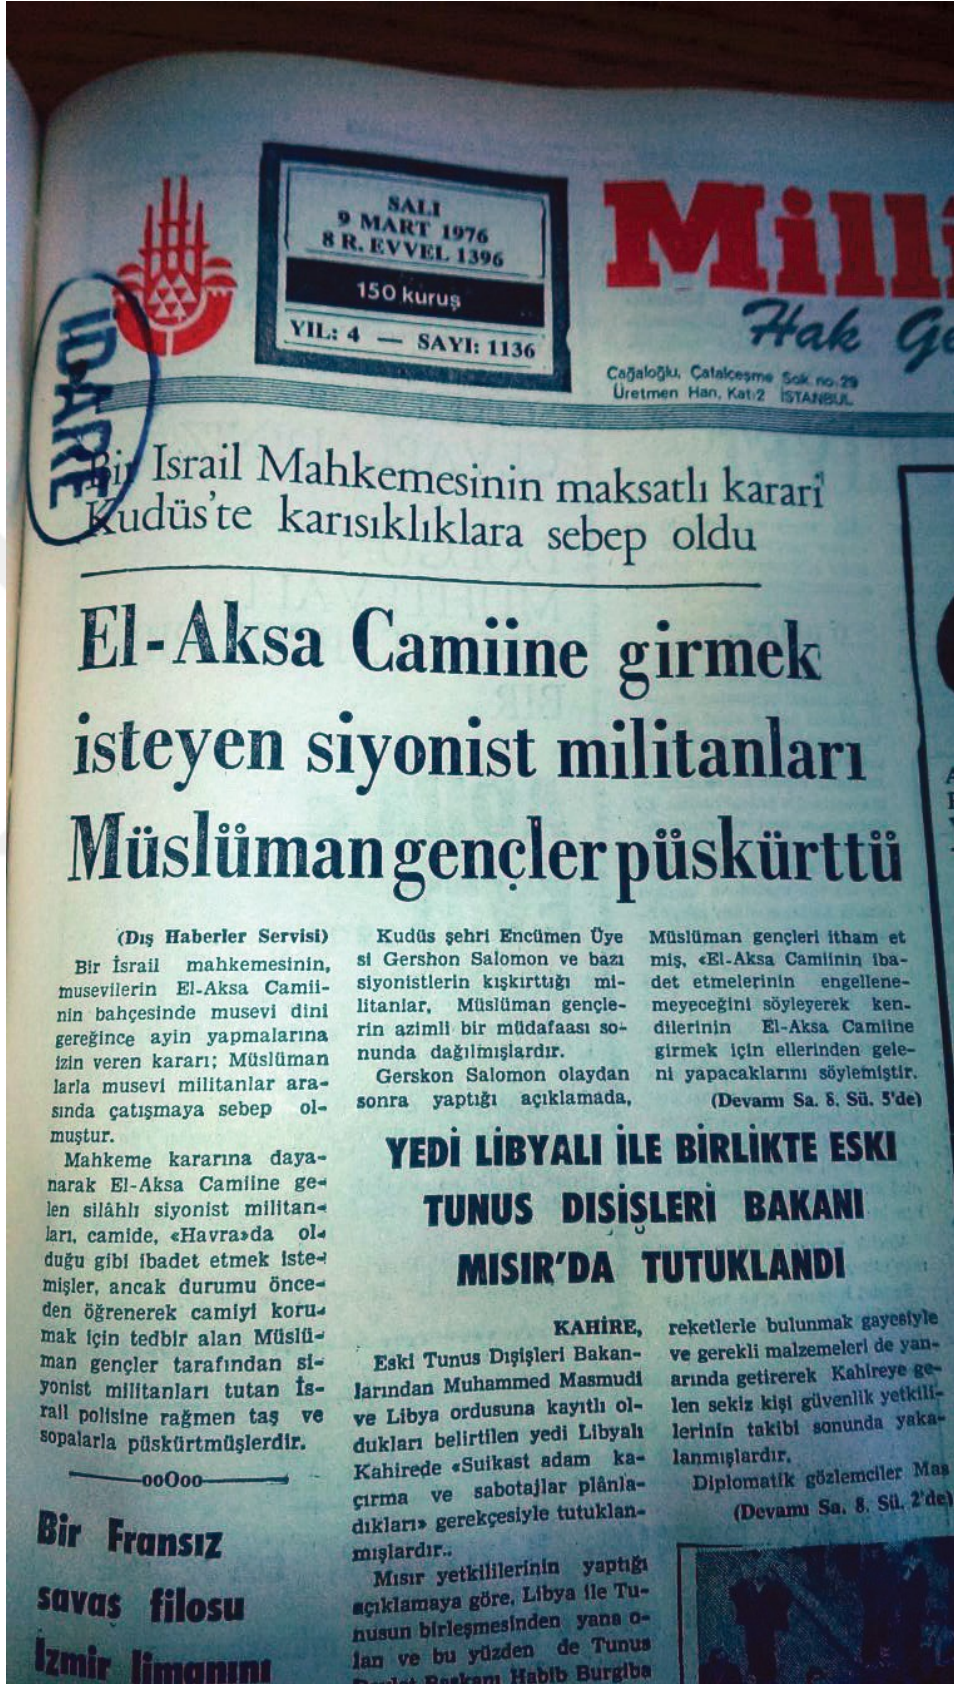 SALI
9 MART 1976
8 R. EVVEL 1396
150 kuruş
YIL: 4 — SAYI: 1136
Milli
Hak Ge
Cağaloğlu, Çatalçeşme Sok. no. 29
Üretmen Han, Kat: 2 İSTANBUL
İDARE
Bir Israil Mahkemesinin maksatlı kararı
Kudüs'te karısıklıklara sebep oldu
El-Aksa Camiine girmek
isteyen siyonist militanları
Müslüman gençler püskürttü
(Dış Haberler Servisi)
Bir İsrail mahkemesinin,
musevilerin El-Aksa Camii-
nin bahçesinde musevi dini
gereğince ayin yapmalarına
izin veren kararı; Müslüman
larla musevi militanlar ara-
sında çatışmaya sebep ol-
muştur.
Mahkeme kararına daya-
narak El-Aksa Camiine ge-
len silâhlı siyonist militan-
ları, camide, «Havra»da ol-
duğu gibi ibadet etmek iste-
mişler, ancak durumu önce-
den öğrenerek camiyi koru-
mak için tedbir alan Müslü-
man gençler tarafından si-
yonist militanları tutan İs-
rail polisine rağmen taş ve
sopalarla püskürtmüşlerdir.
ooOoo
Kudüs şehri Encümen Üye
si Gershon Salomon ve bazı
siyonistlerin kışkırttığı mi-
litanlar, Müslüman gençle-
rin azimli bir müdafaası so-
nunda dağılmışlardır.
Gerskon Salomon olaydan
sonra yaptığı açıklamada,
Müslüman gençleri itham et
miş, «El-Aksa Camiinin iba-
det etmelerinin engellene-
meyeceğini söyleyerek ken-
dilerinin El-Aksa Camiine
girmek için ellerinden gele-
ni yapacaklarını söylemiştir.
(Devamı Sa. 8. Sü. 5'de)
YEDİ LİBYALI İLE BİRLİKTE ESKI
TUNUS DISİŞLERİ BAKANI
MISIR'DA TUTUKLANDI
KAHİRE,
Eski Tunus Dışişleri Bakan-
larından Muhammed Masmudi
ve Libya ordusuna kayıtlı ol-
dukları belirtilen yedi Libyalı
Kahirede «Suikast adam ka-
çırma ve sabotajlar plânla-
dıkları» gerekçesiyle tutuklan-
mışlardır..
Mısır yetkililerinin yaptığı
açıklamaya göre, Libya ile Tu-
nusun birleşmesinden yana o-
lan ve bu yüzden de Tunus
Devlet Başkanı Habib Burgiba
reketlerle bulunmak gayesiyle
ve gerekli malzemeleri de yan-
arında getirerek Kahireye ge-
len sekiz kişi güvenlik yetkili-
lerinin takibi sonunda yaka-
lanmışlardır.
Diplomatik gözlemciler Mas
(Devamı Sa. 8. Sü. 2'de)
Bir Fransız
savaş filosu
İzmir limanını